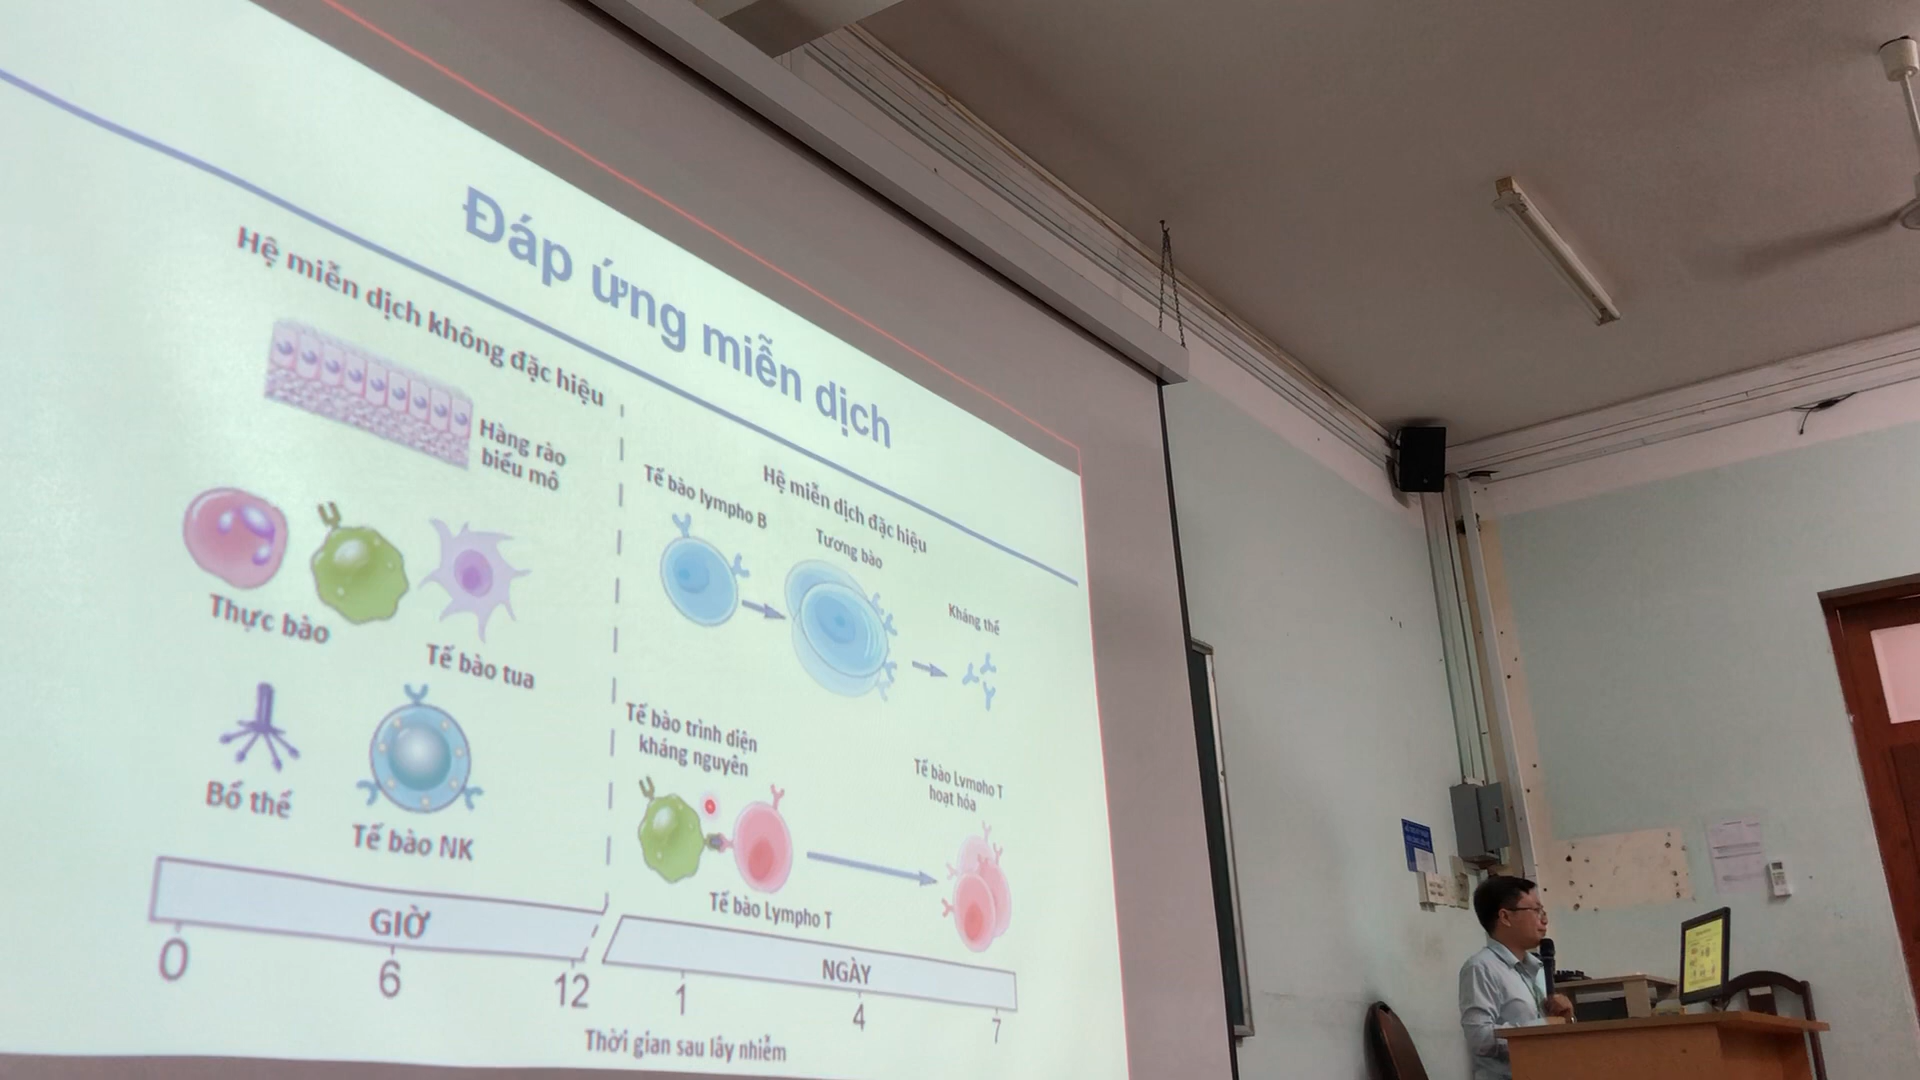 Đáp ứng miễn dịch
Hệ miễn dịch không đặc hiệu
Hàng rào
biểu mô
Thực bào
Tế bào tua
Bổ thể
Tế bào NK
Hệ miễn dịch đặc hiệu
Tế bào lympho B
Tương bào
Kháng thể
Tế bào trình diện
kháng nguyên
Tế bào Lympho T
Tế bào Lympho T
hoạt hóa
GIỜ
0
6
12
NGÀY
1
4
7
Thời gian sau lây nhiễm